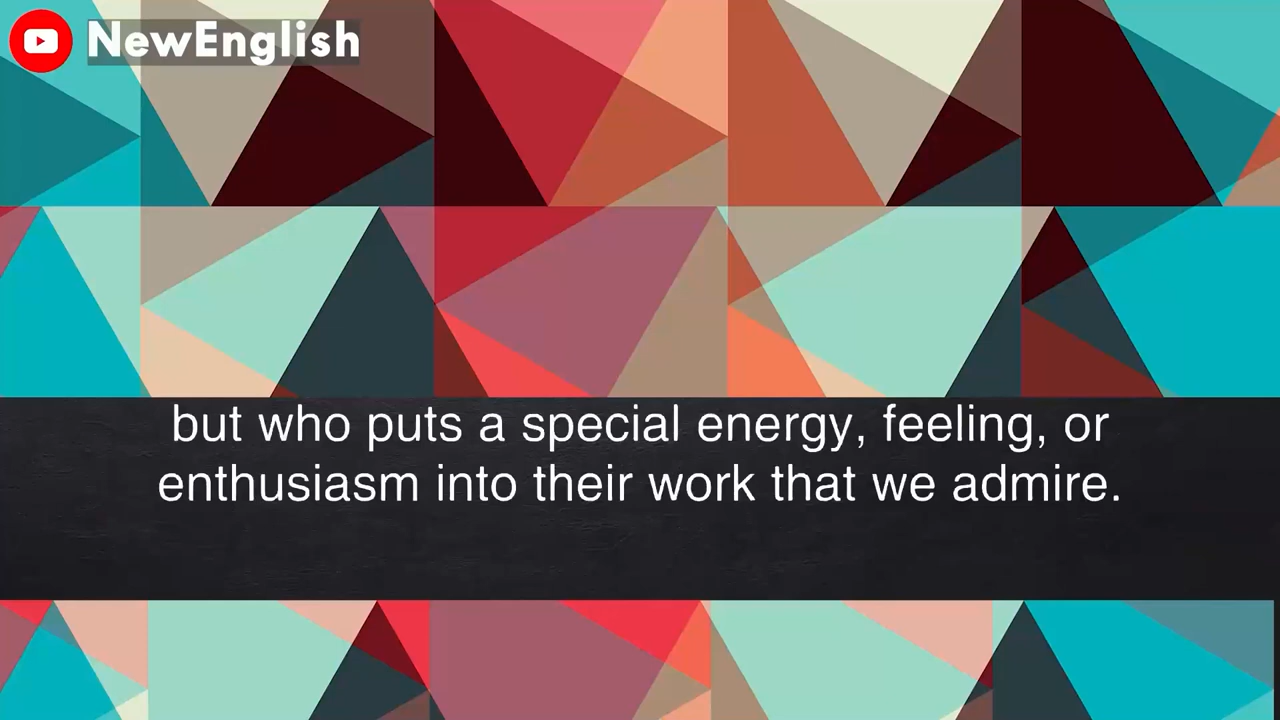 NewEnglish
but who puts a special energy, feeling, or
enthusiasm into their work that we admire.